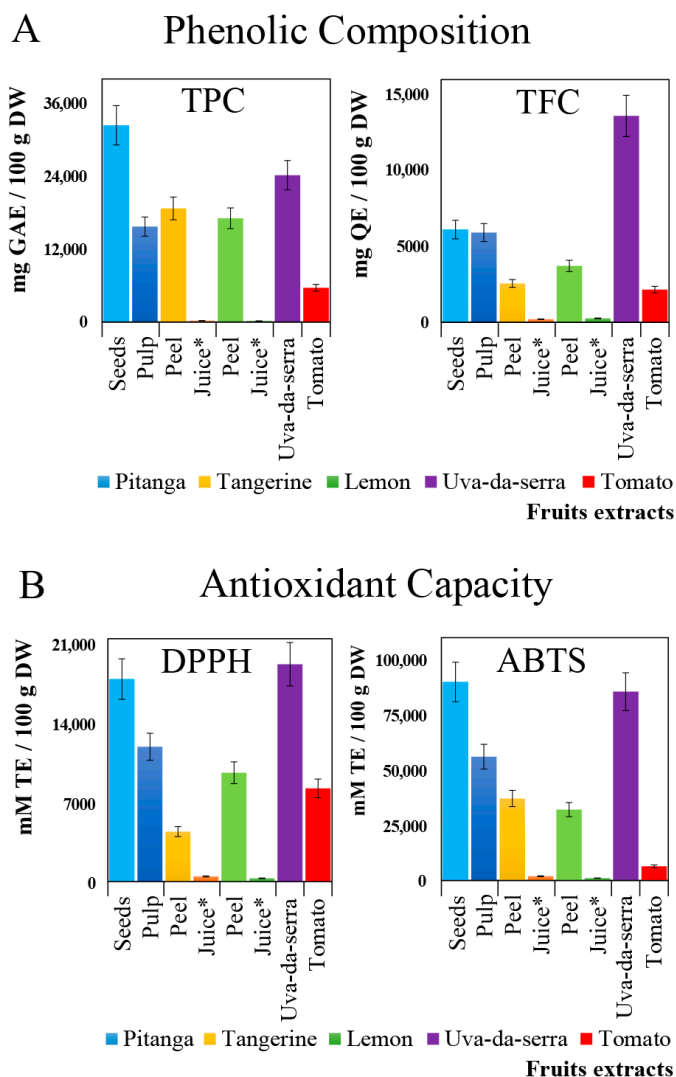 A Phenolic Composition
TPC
mg GAE / 100 g DW
36,000
24,000
12,000
0
Seeds
Pulp
Peel
Juice*
Peel
Juice*
Uva-da-serra
Tomato
TFC
mg QE / 100 g DW
15,000
10,000
5000
0
Seeds
Pulp
Peel
Juice*
Peel
Juice*
Uva-da-serra
Tomato
Pitanga Tangerine Lemon Uva-da-serra Tomato
Fruits extracts
B Antioxidant Capacity
DPPH
mM TE / 100 g DW
21,000
14,000
7000
0
Seeds
Pulp
Peel
Juice*
Peel
Juice*
Uva-da-serra
Tomato
ABTS
mM TE / 100 g DW
100,000
75,000
50,000
25,000
0
Seeds
Pulp
Peel
Juice*
Peel
Juice*
Uva-da-serra
Tomato
Pitanga Tangerine Lemon Uva-da-serra Tomato
Fruits extracts